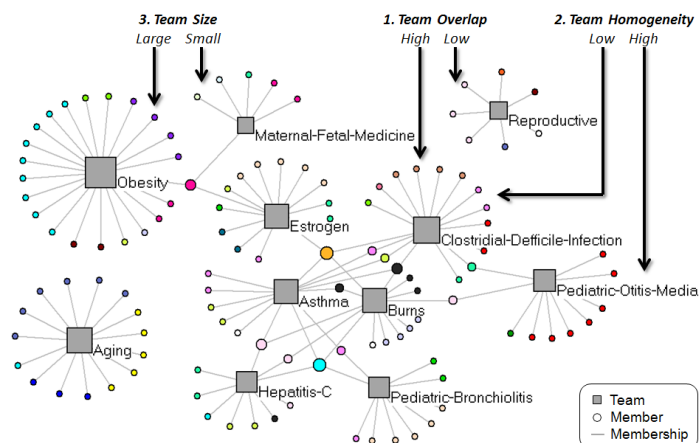 3. Team Size
Large Small
1. Team Overlap
High Low
2. Team Homogeneity
Low High
Maternal-Fetal-Medicine
Reproductive
Obesity
Estrogen
Clostridial-Defficile-Infection
Asthma
Burns
Pediatric-Otitis-Media
Aging
Hepatitis-C
Pediatric-Bronchiolitis
Team
Member
Membership